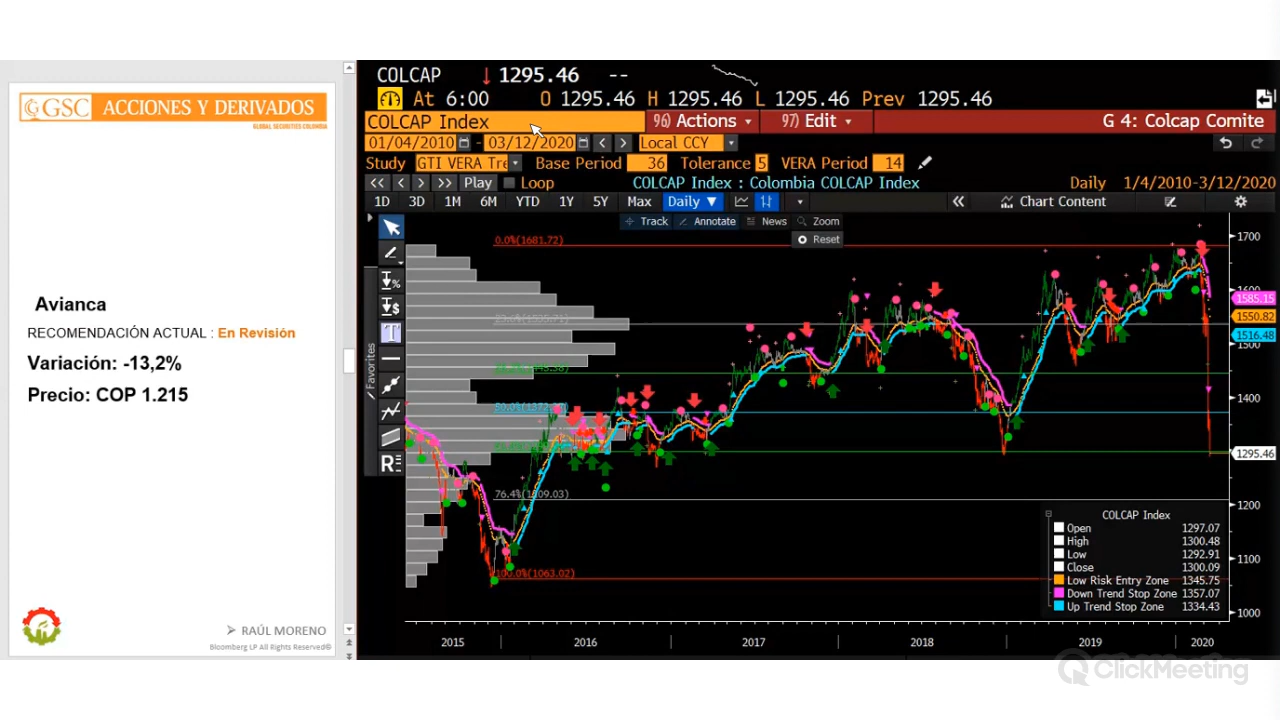 GSC ACCIONES Y DERIVADOS
GLOBAL SECURITIES COLOMBIA
Avianca
RECOMENDACIÓN ACTUAL : En Revisión
Variación: -13,2%
Precio: COP 1.215
➢ RAÚL MORENO
Bloomberg LP All Rights Reserved®
COLCAP ↓ 1295.46 --
At 6:00 O 1295.46 H 1295.46 L 1295.46 Prev 1295.46
COLCAP Index 96) Actions 97) Edit G 4: Colcap Comite
01/04/2010 - 03/12/2020 Local CCY
Study GTI VERA Tre Base Period 36 Tolerance 5 VERA Period 14
Play Loop COLCAP Index : Colombia COLCAP Index Daily 1/4/2010-3/12/2020
1D 3D 1M 6M YTD 1Y 5Y Max Daily ▼ Chart Content
Track Annotate News Zoom
Reset
Favorites
T
R
0.0%(1681.72)
76.4%(1209.03)
100.0%(1063.02)
1700
1585.15
1550.82
1516.48
1500
1400
1295.46
1200
1100
1000
COLCAP Index
Open 1297.07
High 1300.48
Low 1292.91
Close 1300.09
Low Risk Entry Zone 1345.75
Down Trend Stop Zone 1357.07
Up Trend Stop Zone 1334.43
2015 2016 2017 2018 2019 2020
ClickMeeting